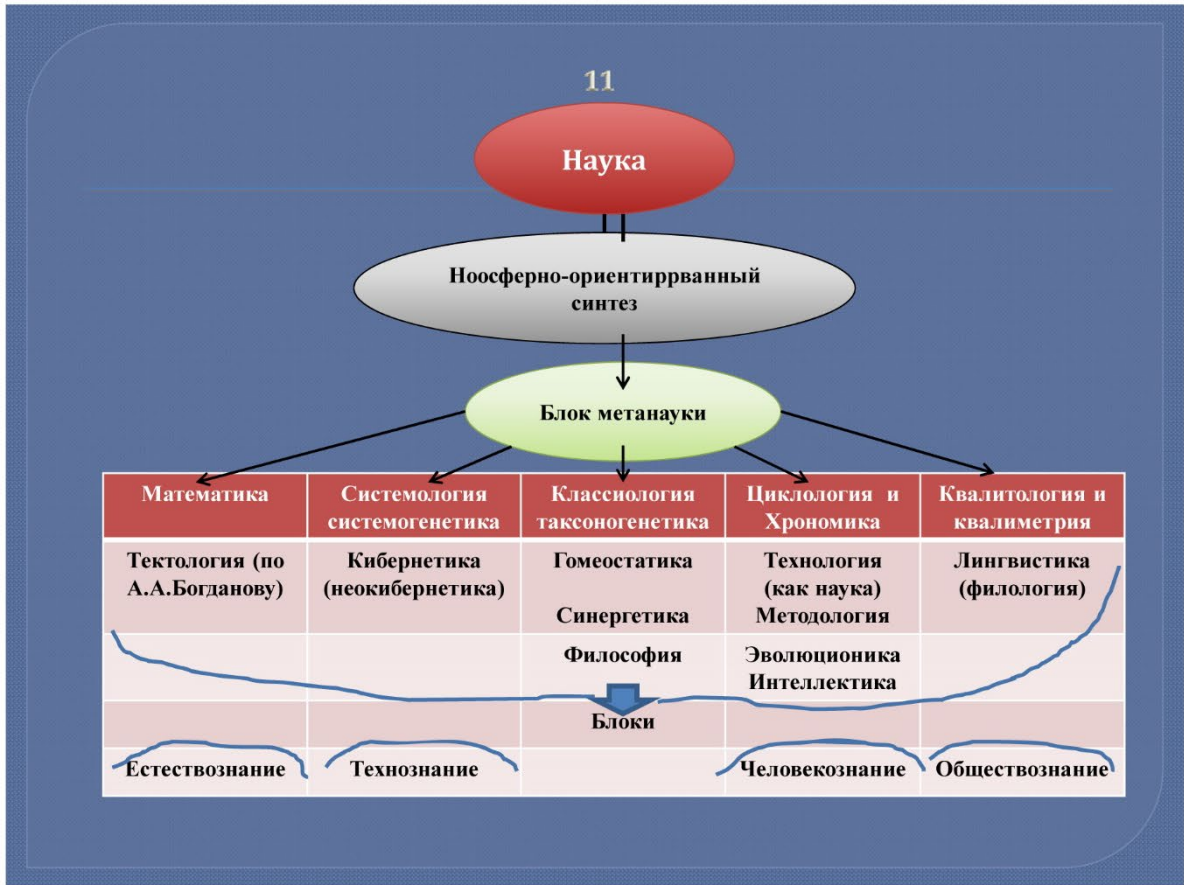 11
Наука
Ноосферно-ориентиррванный
синтез
Блок метанауки
Математика
Системология
системогенетика
Классиология
таксоногенетика
Циклология и
Хрономика
Квалитология и
квалиметрия
Тектология (по
А.А.Богданову)
Кибернетика
(неокибернетика)
Гомеостатика
Синергетика
Технология
(как наука)
Методология
Лингвистика
(филология)
Философия
Эволюционика
Интеллектика
Блоки
Естествознание
Технознание
Человекознание
Обществознание